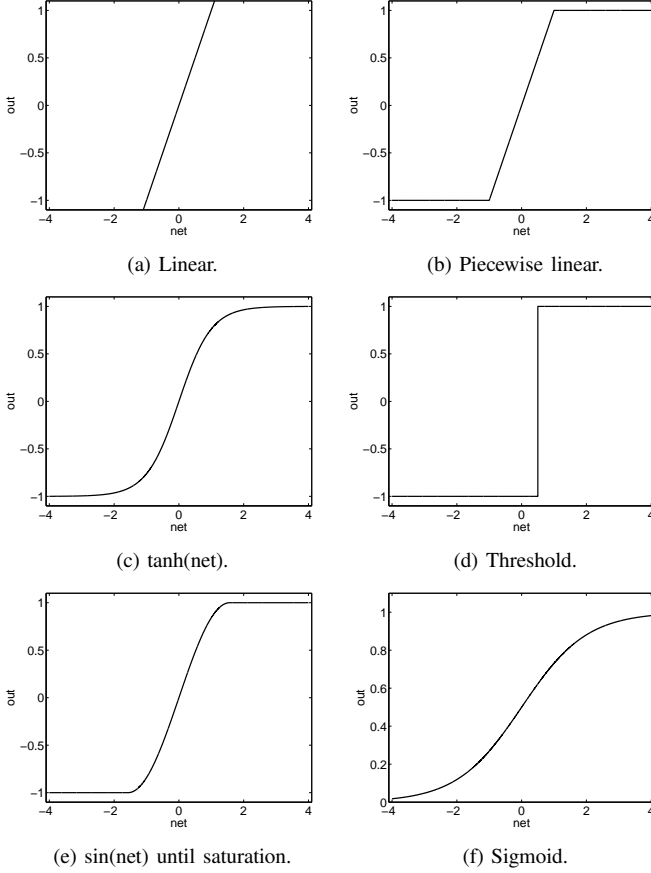 1
0.5
0
−0.5
−1
−4 −2 0 2 4
out
net
(a) Linear.
1
0.5
0
−0.5
−1
−4 −2 0 2 4
out
net
(b) Piecewise linear.
1
0.5
0
−0.5
−1
−4 −2 0 2 4
out
net
(c) tanh(net).
1
0.5
0
−0.5
−1
−4 −2 0 2 4
out
net
(d) Threshold.
1
0.5
0
−0.5
−1
−4 −2 0 2 4
out
net
(e) sin(net) until saturation.
1
0.8
0.6
0.4
0.2
0
−4 −2 0 2 4
out
net
(f) Sigmoid.